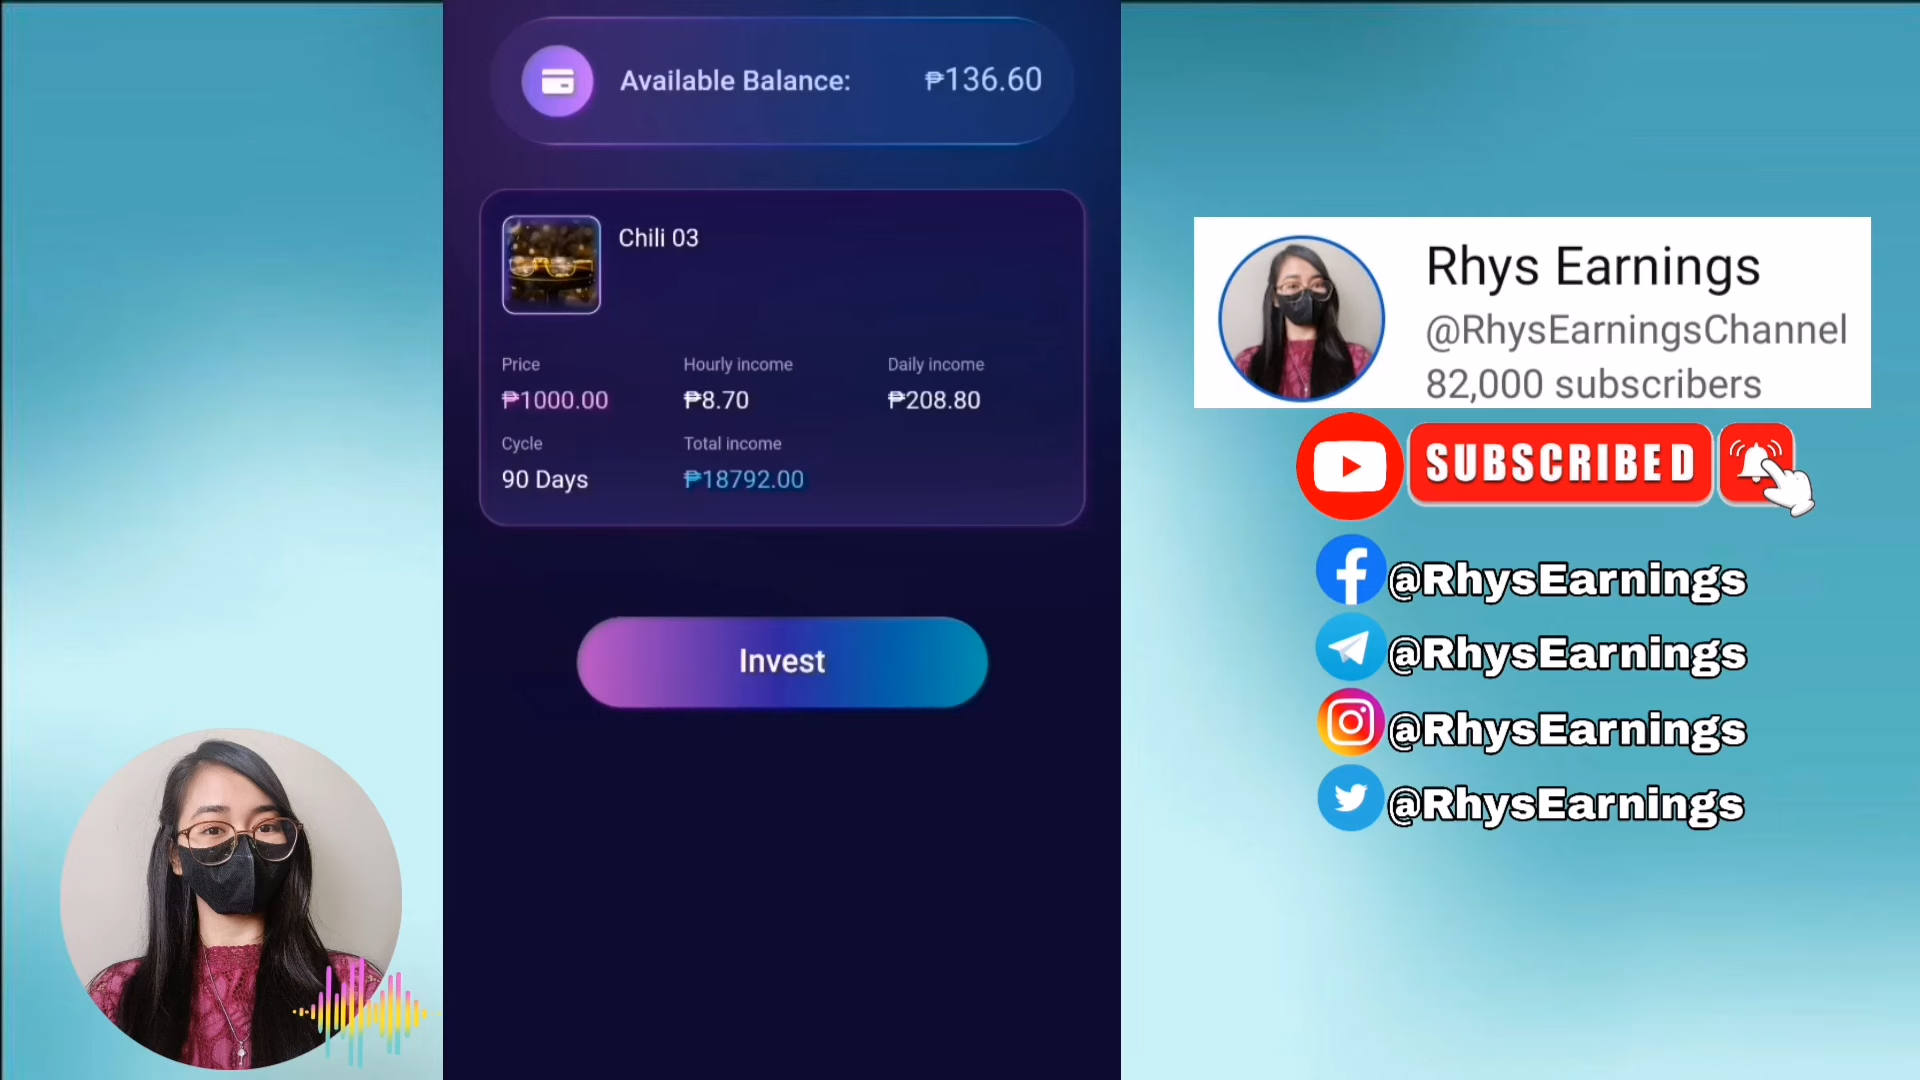 Available Balance: ₱136.60
Chili 03
Price Hourly income Daily income
₱1000.00 ₱8.70 ₱208.80
Cycle Total income
90 Days ₱18792.00
Invest
Rhys Earnings
@RhysEarningsChannel
82,000 subscribers
SUBSCRIBED
@RhysEarnings
@RhysEarnings
@RhysEarnings
@RhysEarnings